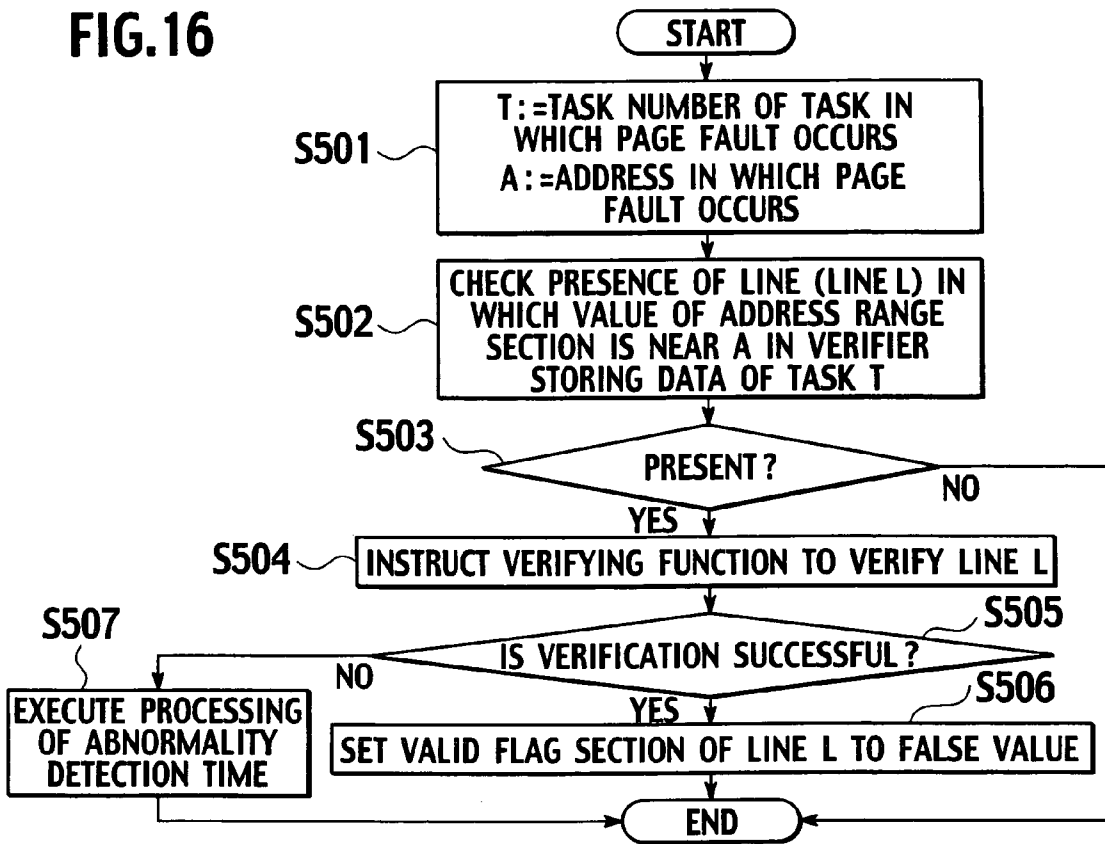 FIG.16
START
S501
T:=TASK NUMBER OF TASK IN
WHICH PAGE FAULT OCCURS
A:=ADDRESS IN WHICH PAGE
FAULT OCCURS
S502
CHECK PRESENCE OF LINE (LINE L) IN
WHICH VALUE OF ADDRESS RANGE
SECTION IS NEAR A IN VERIFIER
STORING DATA OF TASK T
S503
PRESENT?
NO
YES
S504
INSTRUCT VERIFYING FUNCTION TO VERIFY LINE L
S505
IS VERIFICATION SUCCESSFUL?
NO
YES
S507
EXECUTE PROCESSING
OF ABNORMALITY
DETECTION TIME
S506
SET VALID FLAG SECTION OF LINE L TO FALSE VALUE
END